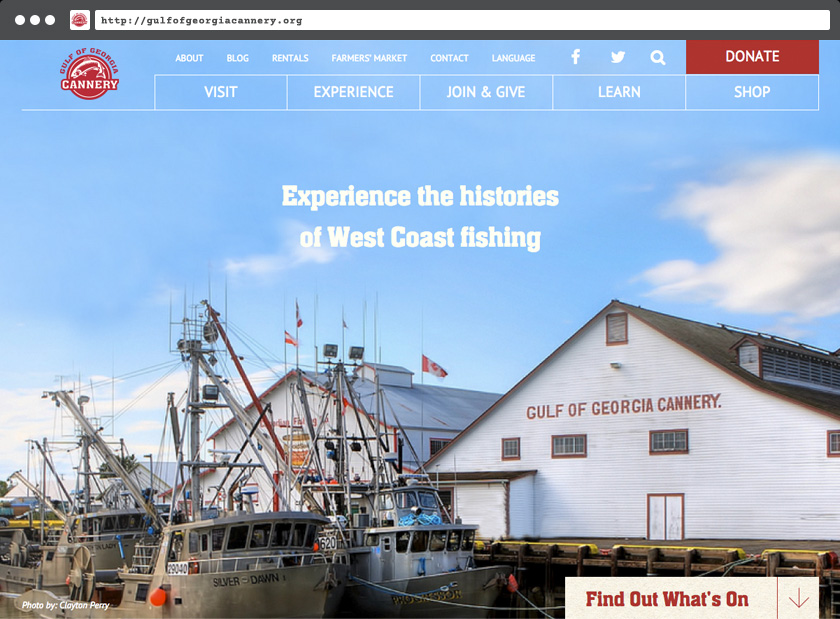 http://gulfofgeorgiacannery.org
GULF OF GEORGIA
CANNERY
ABOUT BLOG RENTALS FARMERS' MARKET CONTACT LANGUAGE
DONATE
VISIT EXPERIENCE JOIN & GIVE LEARN SHOP
Experience the histories
of West Coast fishing
GULF OF GEORGIA CANNERY.
620
29040
SILVER-DAWN
Photo by: Clayton Perry
Find Out What's On